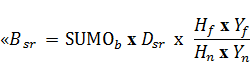 «B_sr = SUMO_b x D_sr x (H_f x Y_f)/(H_n x Y_n)